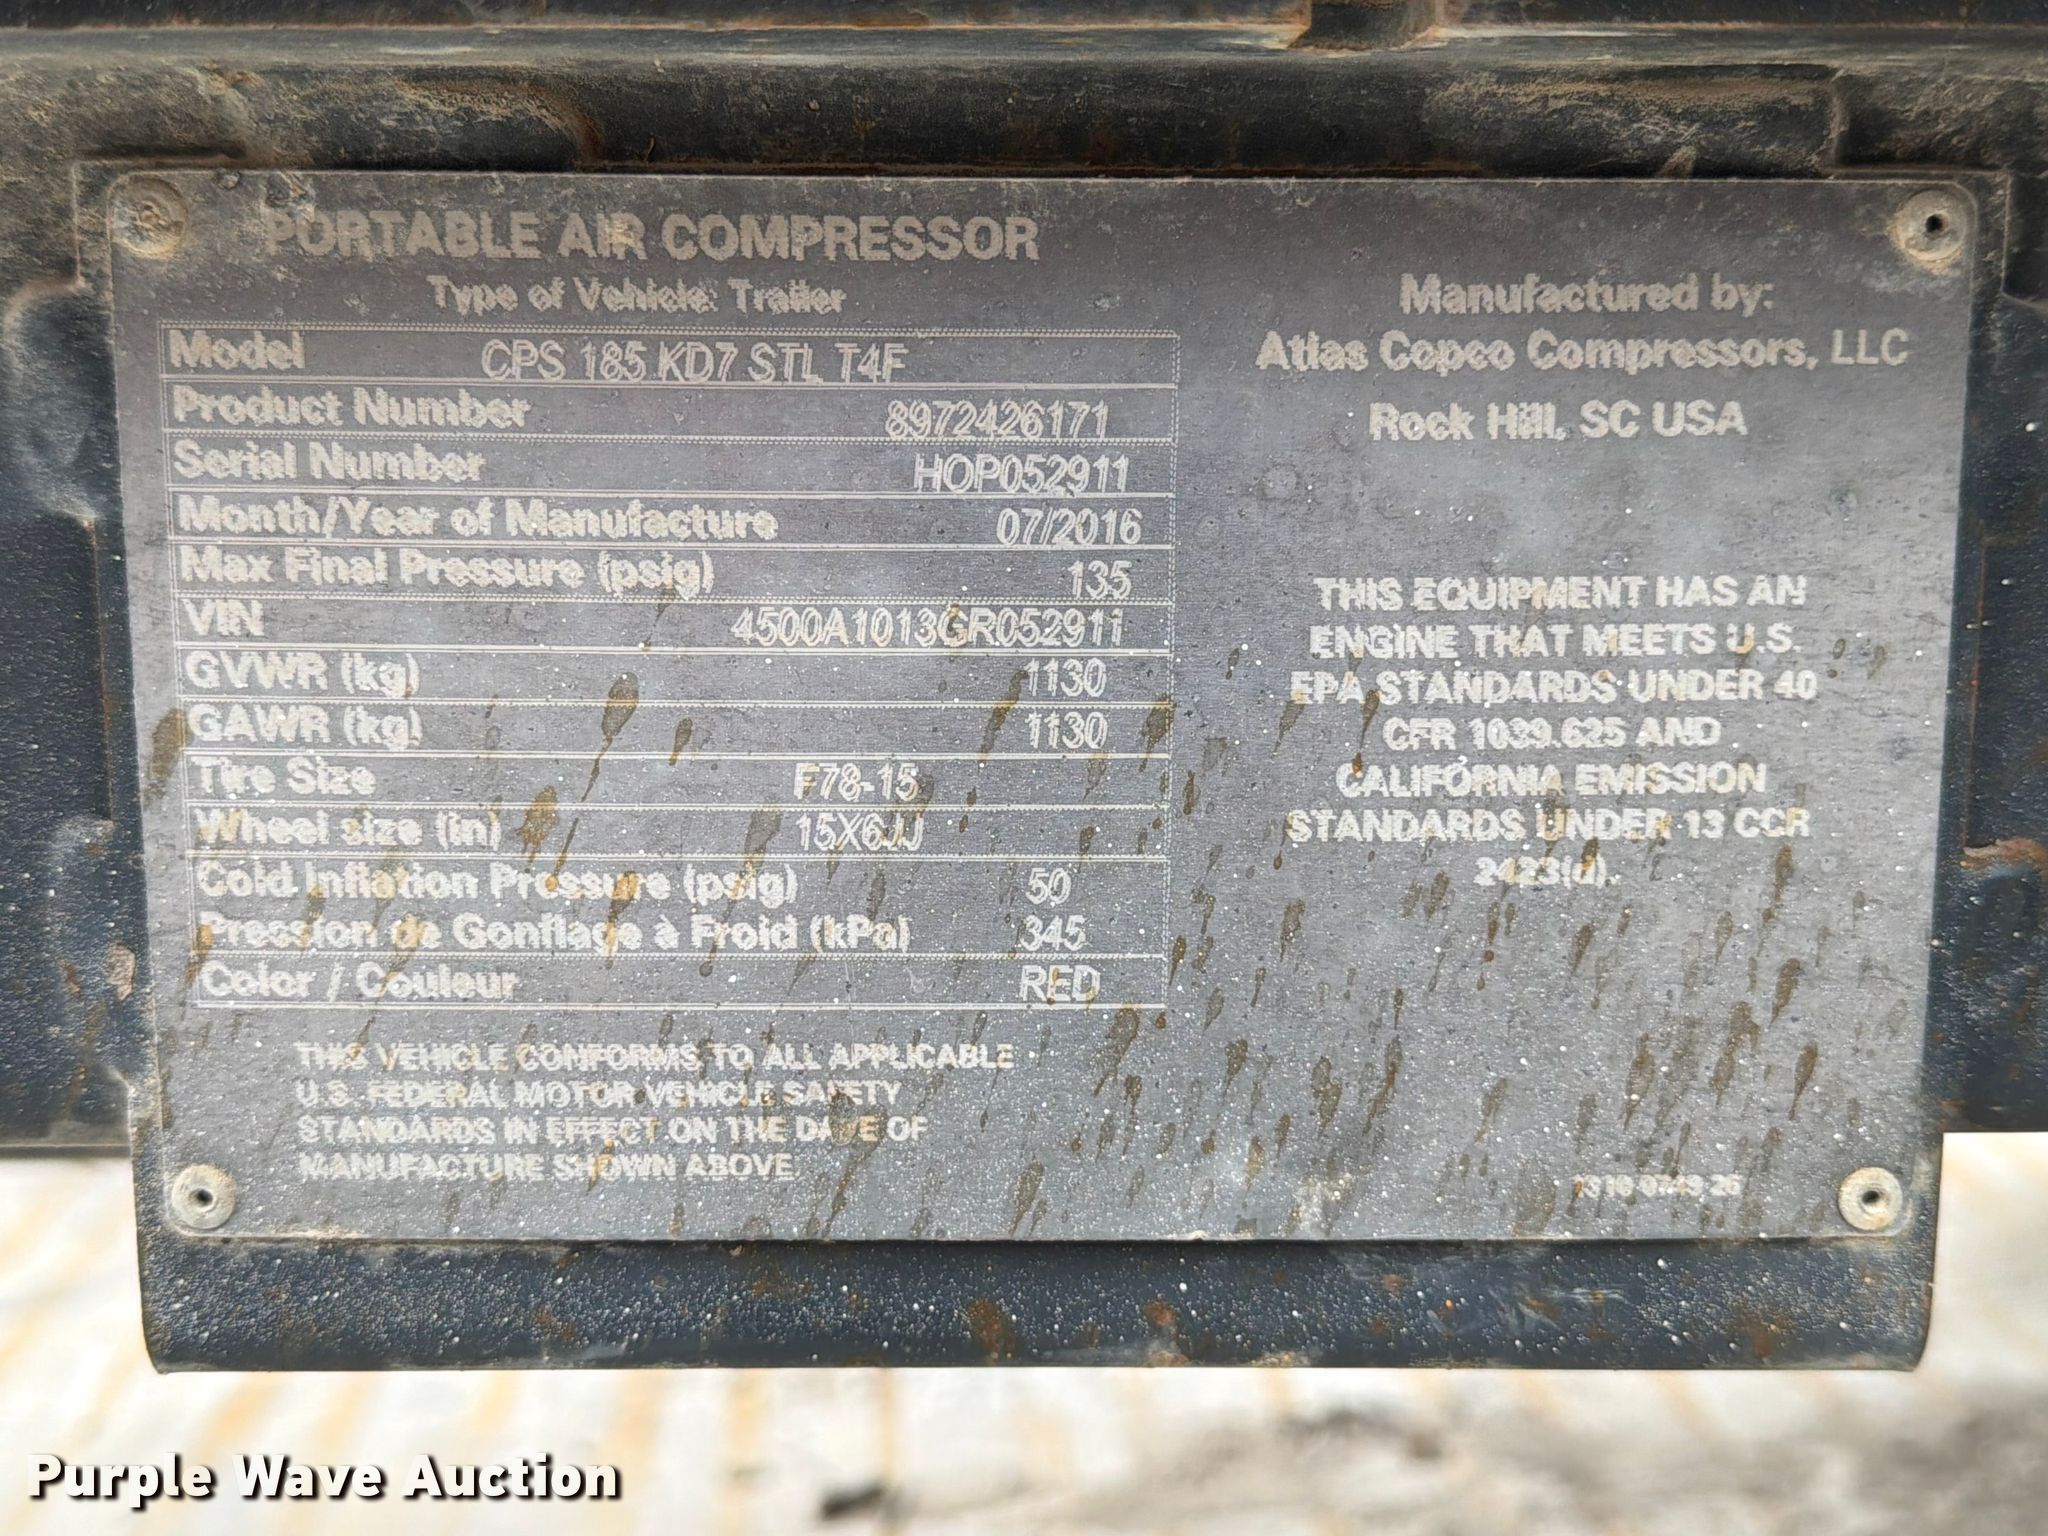 PORTABLE AIR COMPRESSOR
Type of Vehicle: Trailer
Model CPS 185 KD7 STL T4F
Product Number 8972426171
Serial Number HOP052911
Month/Year of Manufacture 07/2016
Max Final Pressure (psig) 135
VIN 4500A1013GR052911
GVWR (kg) 1130
GAWR (kg) 1130
Tire Size F78-15
Wheel size (in) 15X6JJ
Cold Inflation Pressure (psig) 50
Pression de Gonflage à Froid (kPa) 345
Color / Couleur RED
THIS VEHICLE CONFORMS TO ALL APPLICABLE
U.S. FEDERAL MOTOR VEHICLE SAFETY
STANDARDS IN EFFECT ON THE DATE OF
MANUFACTURE SHOWN ABOVE.
Manufactured by:
Atlas Copco Compressors, LLC
Rock Hill, SC USA
THIS EQUIPMENT HAS AN
ENGINE THAT MEETS U.S.
EPA STANDARDS UNDER 40
CFR 1039.625 AND
CALIFORNIA EMISSION
STANDARDS UNDER 13 CCR
2423(d).
Purple Wave Auction